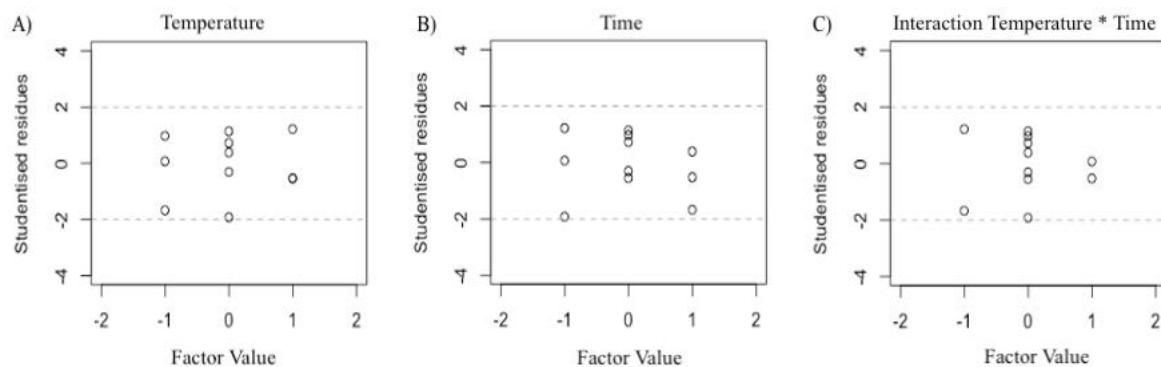 A)
Temperature
Studentised residues
4
2
0
-2
-4
-2
-1
0
1
2
Factor Value
B)
Time
Studentised residues
4
2
0
-2
-4
-2
-1
0
1
2
Factor Value
C)
Interaction Temperature * Time
Studentised residues
4
2
0
-2
-4
-2
-1
0
1
2
Factor Value